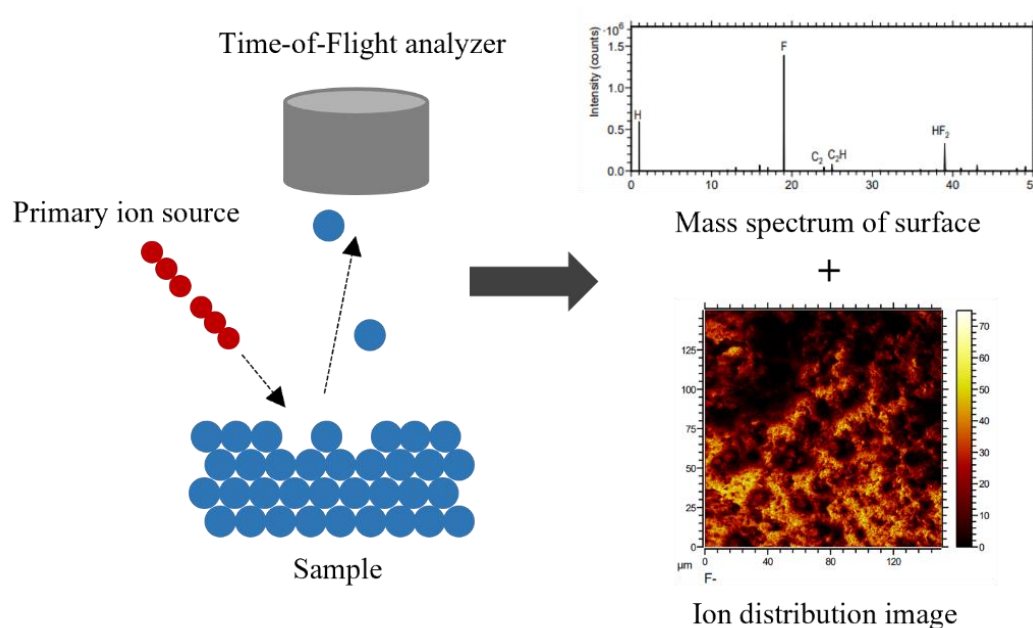 Time-of-Flight analyzer
Primary ion source
Sample
·10⁶
Intensity (counts)
1.5
1.0
0.5
0.0
H
F
C₂
C₂H
HF₂
0 10 20 30 40 50
Mass spectrum of surface
+
125
100
75
50
25
0
µm 0 40 80 120
F-
70
60
50
40
30
20
10
0
Ion distribution image